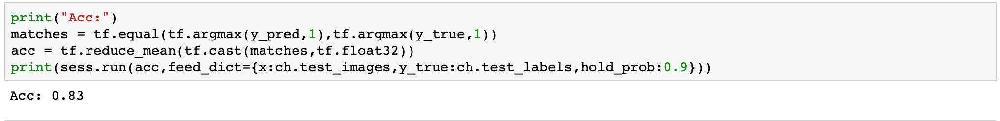 print("Acc:")
matches = tf.equal(tf.argmax(y_pred,1),tf.argmax(y_true,1))
acc = tf.reduce_mean(tf.cast(matches,tf.float32))
print(sess.run(acc,feed_dict={x:ch.test_images,y_true:ch.test_labels,hold_prob:0.9}))
Acc: 0.83